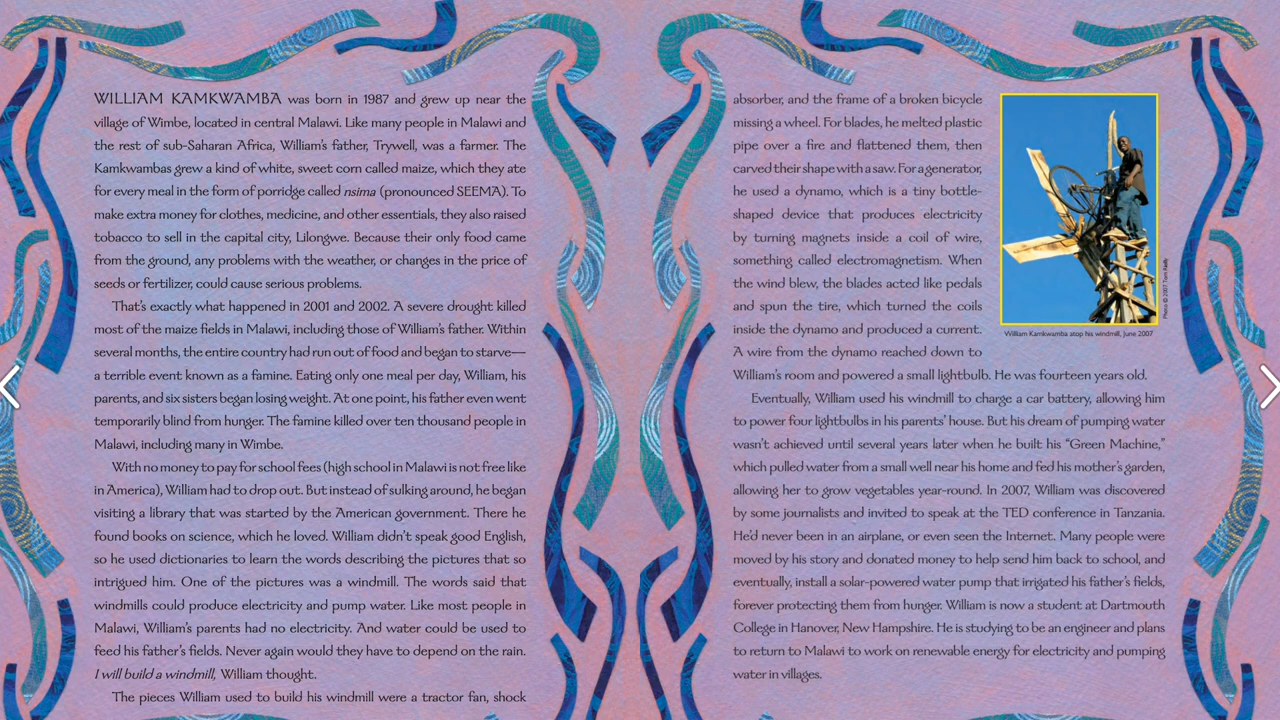 WILLIAM KAMKWAMBA was born in 1987 and grew up near the
village of Wimbe, located in central Malawi. Like many people in Malawi and
the rest of sub-Saharan Africa, William's father, Trywell, was a farmer. The
Kamkwambas grew a kind of white, sweet corn called maize, which they ate
for every meal in the form of porridge called nsima (pronounced SEEMA). To
make extra money for clothes, medicine, and other essentials, they also raised
tobacco to sell in the capital city, Lilongwe. Because their only food came
from the ground, any problems with the weather, or changes in the price of
seeds or fertilizer, could cause serious problems.
That's exactly what happened in 2001 and 2002. A severe drought killed
most of the maize fields in Malawi, including those of William's father. Within
several months, the entire country had run out of food and began to starve—
a terrible event known as a famine. Eating only one meal per day, William, his
parents, and six sisters began losing weight. At one point, his father even went
temporarily blind from hunger. The famine killed over ten thousand people in
Malawi, including many in Wimbe.
With no money to pay for school fees (high school in Malawi is not free like
in America), William had to drop out. But instead of sulking around, he began
visiting a library that was started by the American government. There he
found books on science, which he loved. William didn't speak good English,
so he used dictionaries to learn the words describing the pictures that so
intrigued him. One of the pictures was a windmill. The words said that
windmills could produce electricity and pump water. Like most people in
Malawi, William's parents had no electricity. And water could be used to
feed his father's fields. Never again would they have to depend on the rain.
I will build a windmill, William thought.
The pieces William used to build his windmill were a tractor fan, shock
absorber, and the frame of a broken bicycle
missing a wheel. For blades, he melted plastic
pipe over a fire and flattened them, then
carved their shape with a saw. For a generator,
he used a dynamo, which is a tiny bottle-
shaped device that produces electricity
by turning magnets inside a coil of wire,
something called electromagnetism. When
the wind blew, the blades acted like pedals
and spun the tire, which turned the coils
inside the dynamo and produced a current.
A wire from the dynamo reached down to
William's room and powered a small lightbulb. He was fourteen years old.
Eventually, William used his windmill to charge a car battery, allowing him
to power four lightbulbs in his parents' house. But his dream of pumping water
wasn't achieved until several years later when he built his "Green Machine,"
which pulled water from a small well near his home and fed his mother's garden,
allowing her to grow vegetables year-round. In 2007, William was discovered
by some journalists and invited to speak at the TED conference in Tanzania.
He'd never been in an airplane, or even seen the Internet. Many people were
moved by his story and donated money to help send him back to school, and
eventually, install a solar-powered water pump that irrigated his father's fields,
forever protecting them from hunger. William is now a student at Dartmouth
College in Hanover, New Hampshire. He is studying to be an engineer and plans
to return to Malawi to work on renewable energy for electricity and pumping
water in villages.
Photo © 2007 Tom Rielly
William Kamkwamba atop his windmill, June 2007